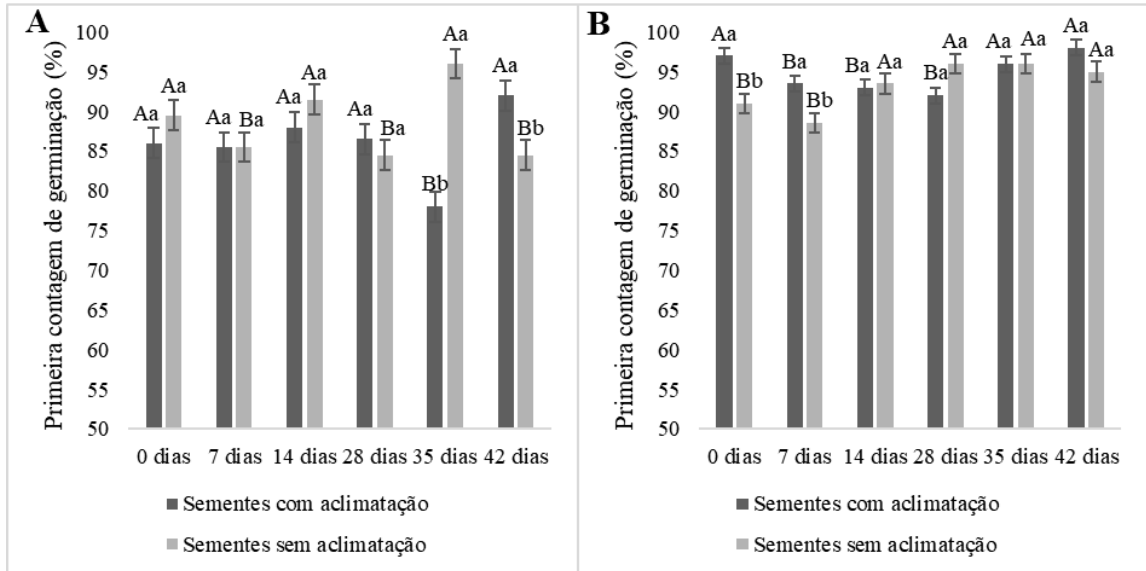 A
Primeira contagem de germinação (%)
100
95
90
85
80
75
70
65
60
55
50
Aa Aa Aa Ba Aa Aa Aa Ba Bb Aa Aa Bb
0 dias 7 dias 14 dias 28 dias 35 dias 42 dias
Sementes com aclimatação
Sementes sem aclimatação
B
Primeira contagem de germinação (%)
100
95
90
85
80
75
70
65
60
55
50
Aa Bb Ba Bb Ba Aa Ba Aa Aa Aa Aa Aa
0 dias 7 dias 14 dias 28 dias 35 dias 42 dias
Sementes com aclimatação
Sementes sem aclimatação